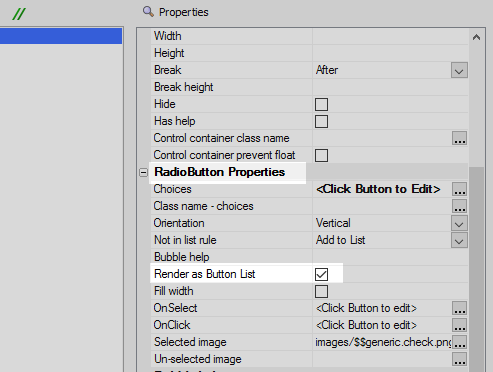 //
Properties
Width
Height
Break After
Break height
Hide
Has help
Control container class name ...
Control container prevent float
RadioButton Properties
Choices <Click Button to Edit> ...
Class name - choices ...
Orientation Vertical
Not in list rule Add to List
Bubble help
Render as Button List
Fill width
OnSelect <Click Button to edit> ...
OnClick <Click Button to edit> ...
Selected image images/$$generic.check.png ...
Un-selected image ...